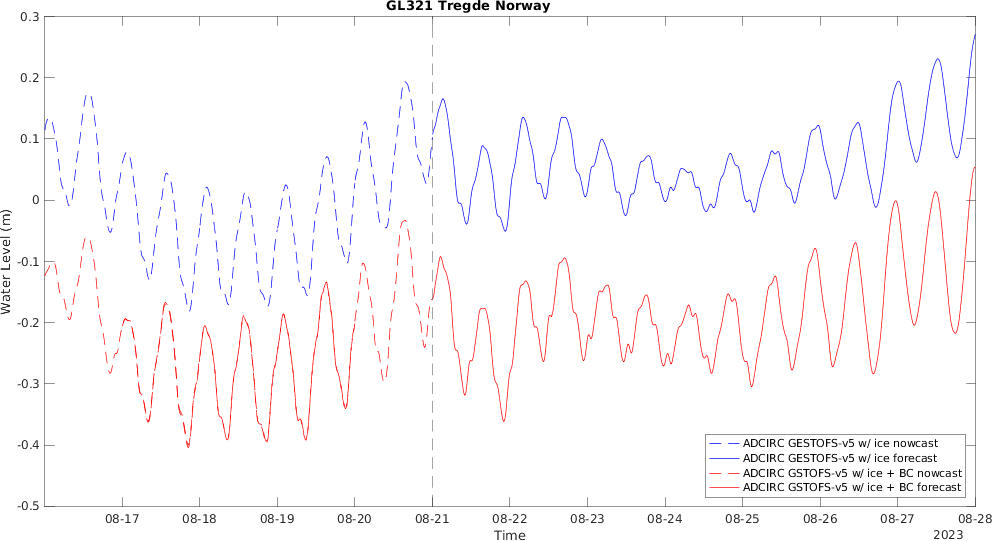 GL321 Tregde Norway
0.3
0.2
0.1
0
-0.1
-0.2
-0.3
-0.4
-0.5
Water Level (m)
ADCIRC GESTOFS-v5 w/ ice nowcast
ADCIRC GESTOFS-v5 w/ ice forecast
ADCIRC GSTOFS-v5 w/ ice + BC nowcast
ADCIRC GSTOFS-v5 w/ ice + BC forecast
08-17 08-18 08-19 08-20 08-21 08-22 08-23 08-24 08-25 08-26 08-27 08-28
Time
2023